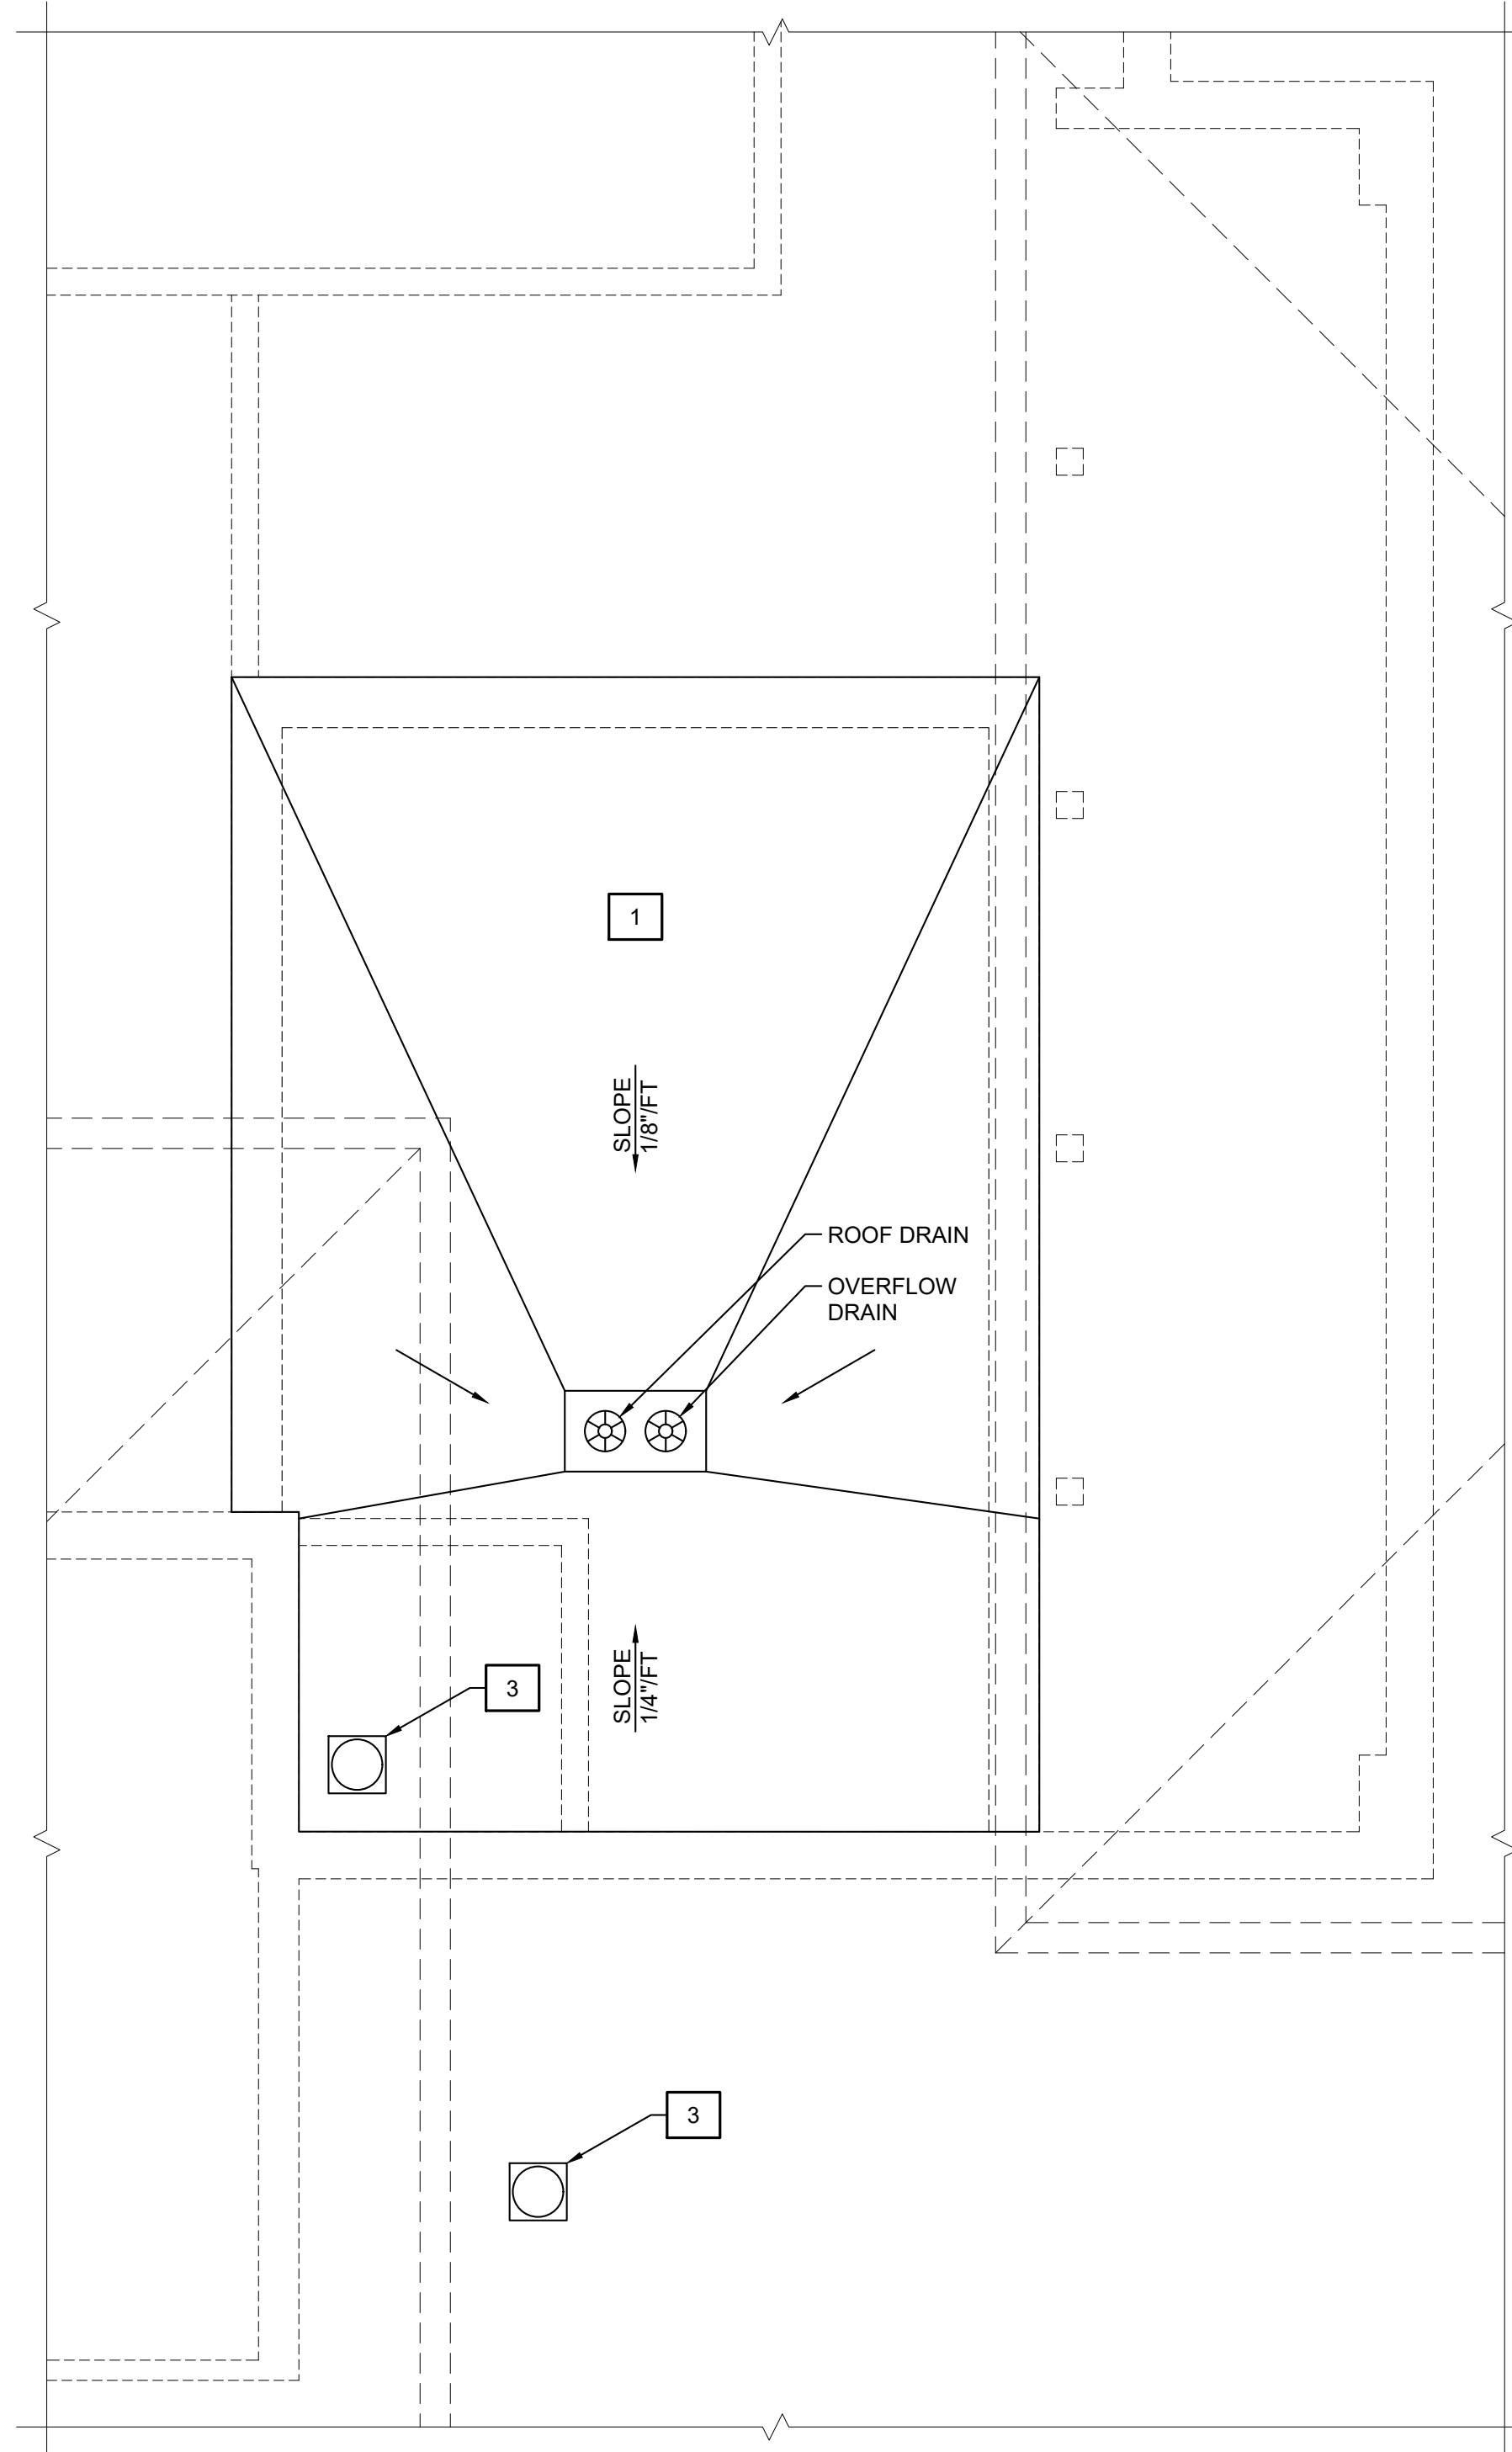 1
SLOPE
1/8"/FT
ROOF DRAIN
OVERFLOW
DRAIN
SLOPE
1/4"/FT
3
3